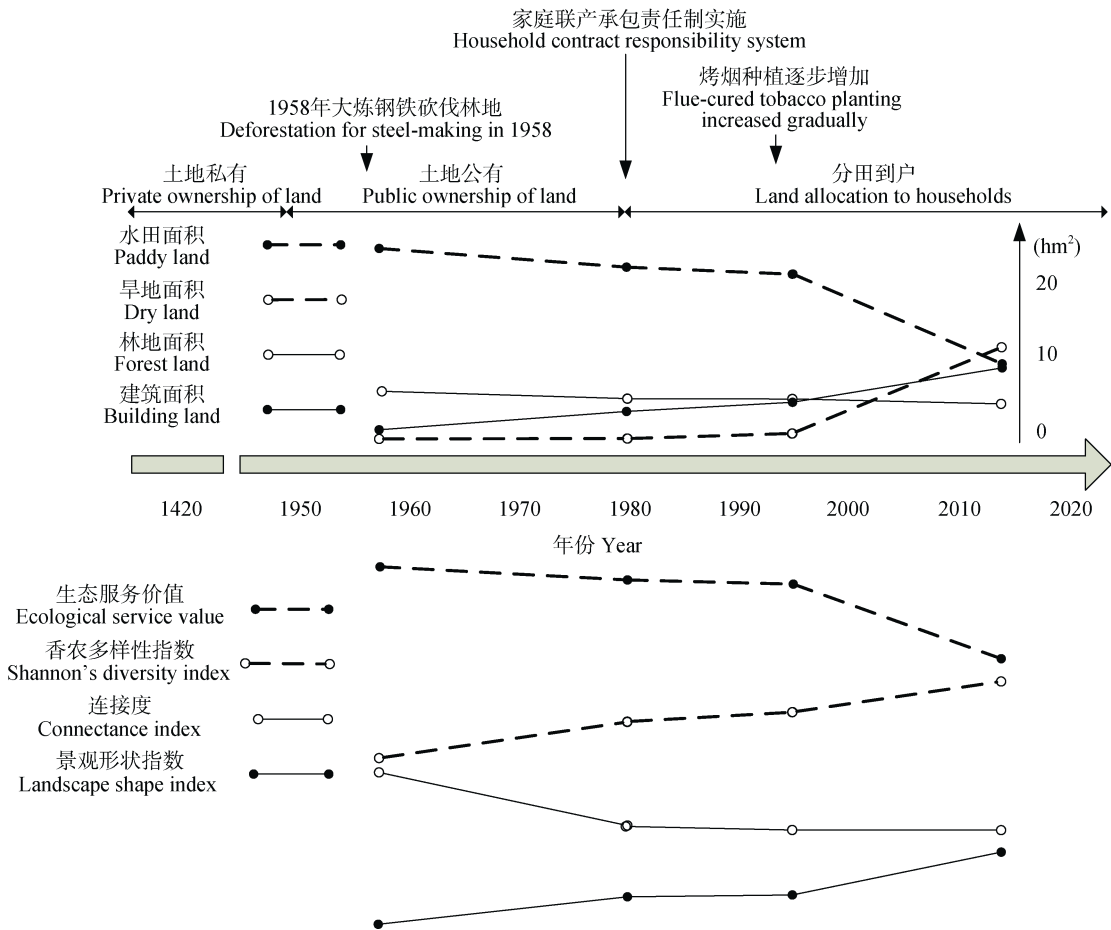 家庭联产承包责任制实施
Household contract responsibility system
烤烟种植逐步增加
Flue-cured tobacco planting
increased gradually
1958年大炼钢铁砍伐林地
Deforestation for steel-making in 1958
土地私有
Private ownership of land
土地公有
Public ownership of land
分田到户
Land allocation to households
水田面积
Paddy land
旱地面积
Dry land
林地面积
Forest land
建筑面积
Building land
(hm²)
20
10
0
1420 1950 1960 1970 1980 1990 2000 2010 2020
年份 Year
生态服务价值
Ecological service value
香农多样性指数
Shannon's diversity index
连接度
Connectance index
景观形状指数
Landscape shape index